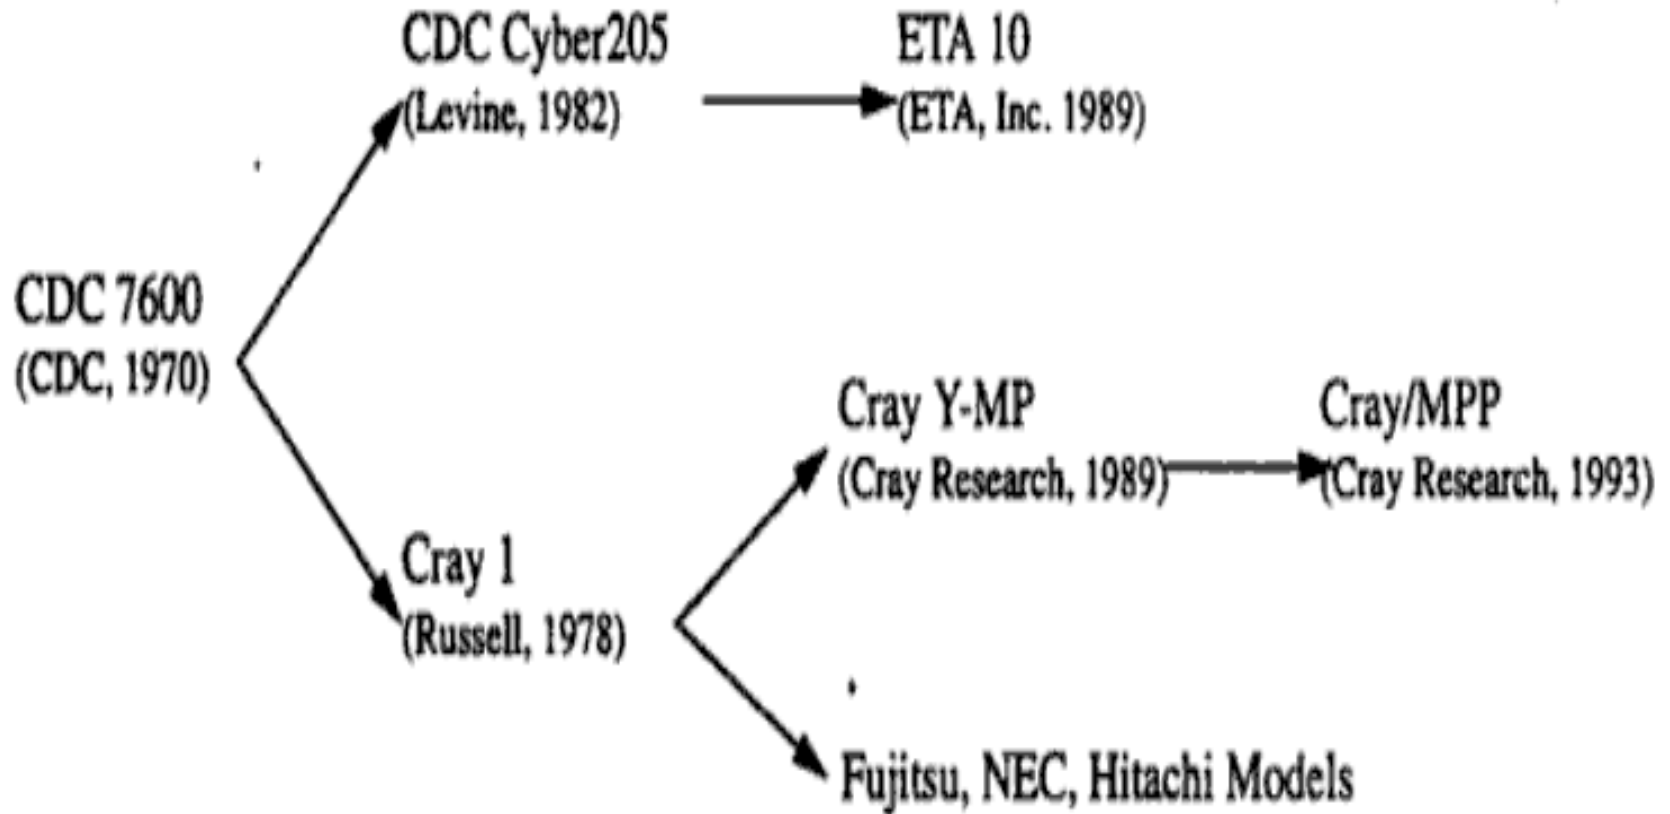 CDC Cyber205
(Levine, 1982)
ETA 10
(ETA, Inc. 1989)
CDC 7600
(CDC, 1970)
Cray Y-MP
(Cray Research, 1989)
Cray/MPP
(Cray Research, 1993)
Cray 1
(Russell, 1978)
Fujitsu, NEC, Hitachi Models